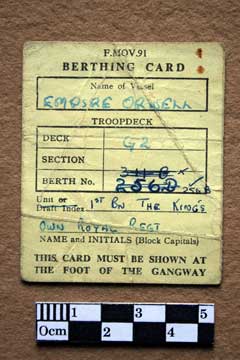 F.MOV.91
BERTHING CARD
Name of Vessel
EMPIRE ORWELL
TROOPDECK
DECK G2
SECTION
BERTH No. 256D 256B
Unit or Draft Index 1ST BN THE KING'S
OWN ROYAL REGT
NAME and INITIALS (Block Capitals)
THIS CARD MUST BE SHOWN AT
THE FOOT OF THE GANGWAY
1 3 5
0cm 2 4